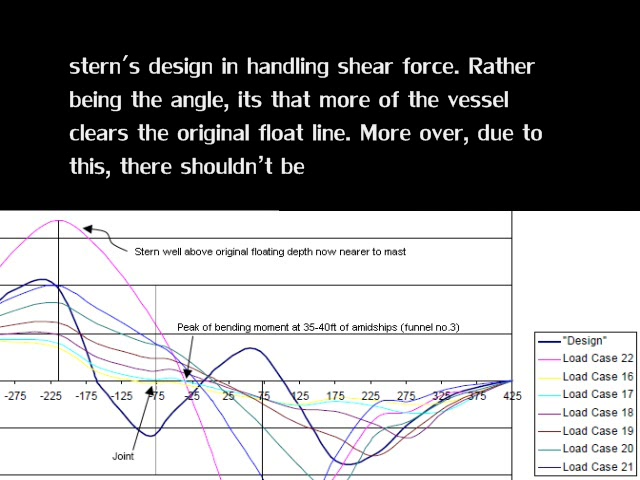 stern's design in handling shear force. Rather
being the angle, its that more of the vessel
clears the original float line. More over, due to
this, there shouldn't be
Stern well above original floating depth now nearer to mast
Peak of bending moment at 35-40ft of amidships (funnel no.3)
"Design"
Load Case 22
Load Case 16
Load Case 17
Load Case 18
Load Case 19
Load Case 20
Load Case 21
-275 -225 -175 -75 -25 25 75 125 175 225 275 325 375 425
Joint